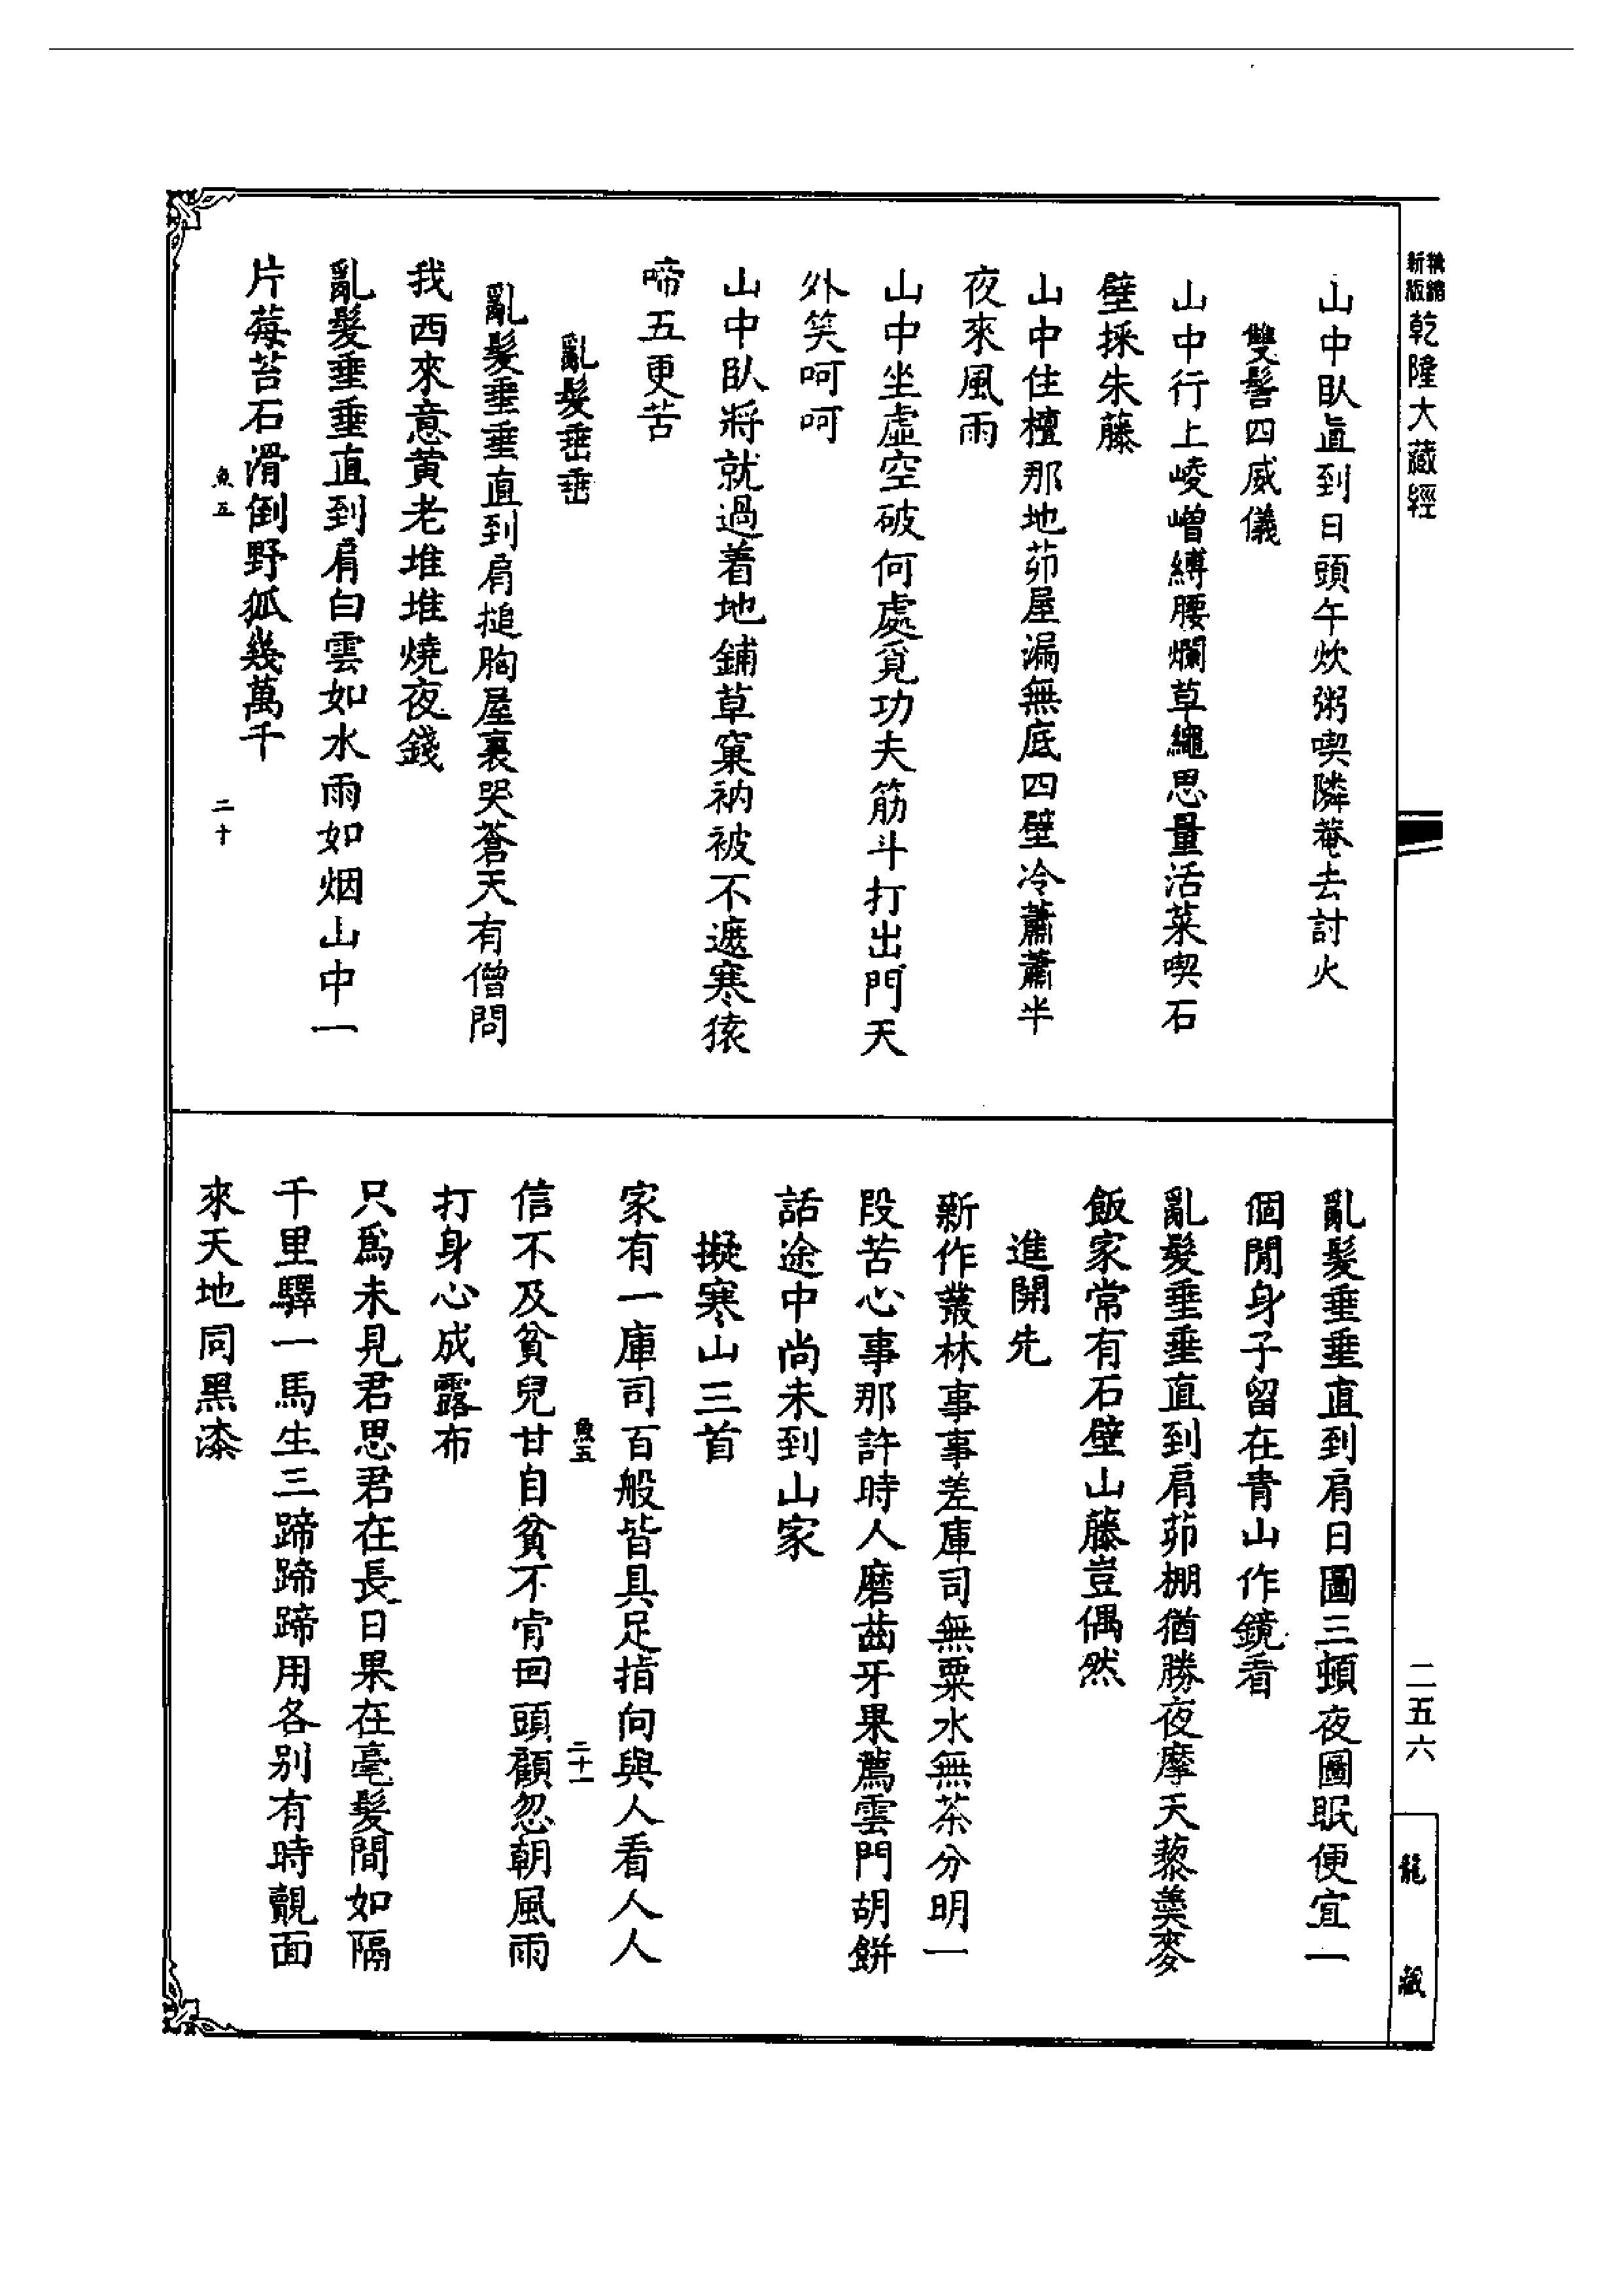 新版
精縮
乾隆大藏經
山中臥眞到日頭午炊粥喫隣菴去討火
雙髻四威儀
山中行上崚嶒縛腰爛草繩思量活菜喫石
壁採朱藤
山中住檀那地茆屋漏無底四壁冷蕭蕭半
夜來風雨
山中坐虛空破何處覓功夫筋斗打出門天
外笑呵呵
山中臥將就過着地鋪草窠衲被不遮寒猿
啼五更苦
亂髮垂垂
亂髮垂垂直到肩搥胸屋裏哭蒼天有僧問
我西來意黃老堆堆燒夜錢
亂髮垂垂直到肩白雲如水雨如烟山中一
片莓苔石滑倒野狐幾萬千
魚五
二十
亂髮垂垂直到肩日圖三頓夜圖眠便宜一
個閒身子留在青山作鏡看
亂髮垂垂直到肩茆棚猶勝夜摩天藜羹麥
飯家常有石壁山藤豈偶然
進開先
新作叢林事事差庫司無粟水無茶分明一
段苦心事那許時人磨齒牙果薦雲門胡餅
話途中尚未到山家
擬寒山三首
家有一庫司百般皆具足指向與人看人人
魚五
二十一
信不及貧兒甘自貧不肯回頭顧忽朝風雨
打身心成露布
只爲未見君思君在長日果在毫髮間如隔
千里驛一馬生三蹄蹄蹄用各別有時覿面
來天地同黑漆
二五六
龍藏